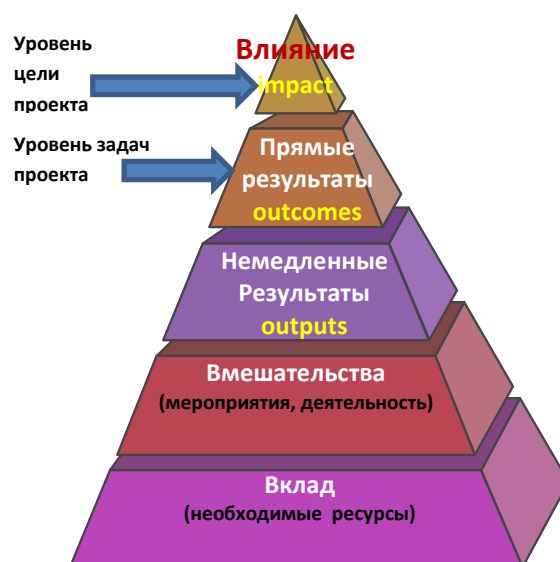 Уровень
цели
проекта
Влияние
impact
Уровень задач
проекта
Прямые
результаты
outcomes
Немедленные
Результаты
outputs
Вмешательства
(мероприятия, деятельность)
Вклад
(необходимые ресурсы)